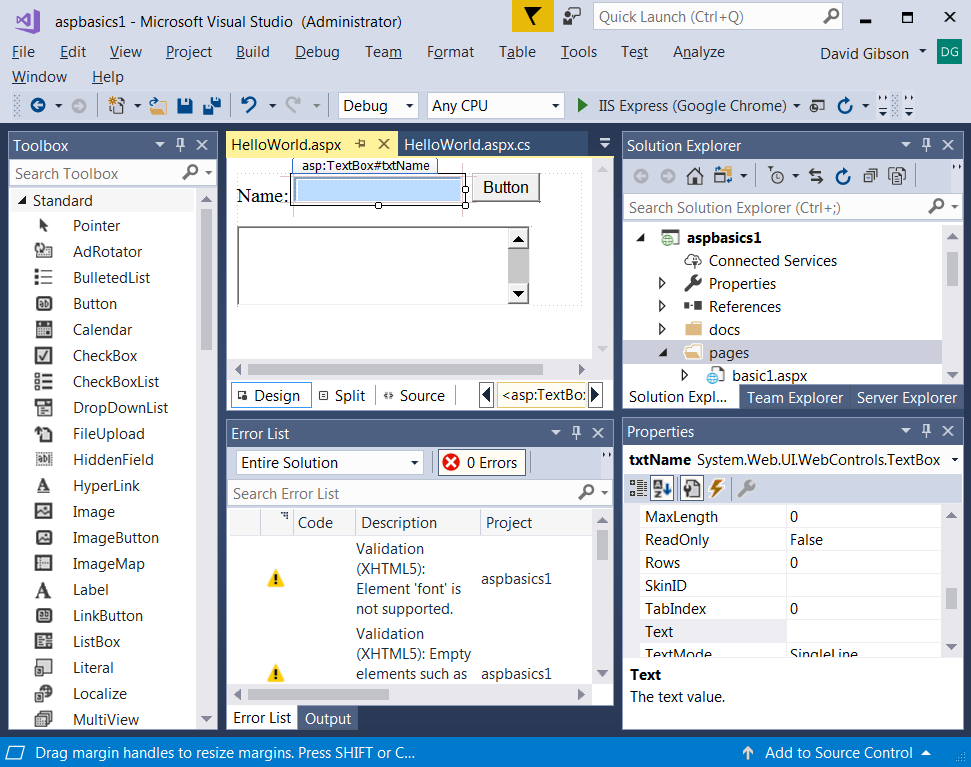 aspbasics1 - Microsoft Visual Studio (Administrator)
Quick Launch (Ctrl+Q)
File Edit View Project Build Debug Team Format Table Tools Test Analyze
David Gibson DG
Window Help
Debug Any CPU IIS Express (Google Chrome)
Toolbox
Search Toolbox
Standard
Pointer
AdRotator
BulletedList
Button
Calendar
CheckBox
CheckBoxList
DropDownList
FileUpload
HiddenField
HyperLink
Image
ImageButton
ImageMap
Label
LinkButton
ListBox
Literal
Localize
MultiView
HelloWorld.aspx HelloWorld.aspx.cs
asp:TextBox#txtName
Name: Button
Design Split Source <asp:TextBo
Error List
Entire Solution 0 Errors
Search Error List
Code Description Project
Validation
(XHTML5):
Element 'font' is
not supported.
aspbasics1
Validation
(XHTML5): Empty
elements such as
aspbasics1
Error List Output
Solution Explorer
Search Solution Explorer (Ctrl+;)
aspbasics1
Connected Services
Properties
References
docs
pages
basic1.aspx
Solution Expl... Team Explorer Server Explorer
Properties
txtName System.Web.UI.WebControls.TextBox
MaxLength 0
ReadOnly False
Rows 0
SkinID
TabIndex 0
Text
TextMode SingleLine
Text
The text value.
Drag margin handles to resize margins. Press SHIFT or C...
Add to Source Control